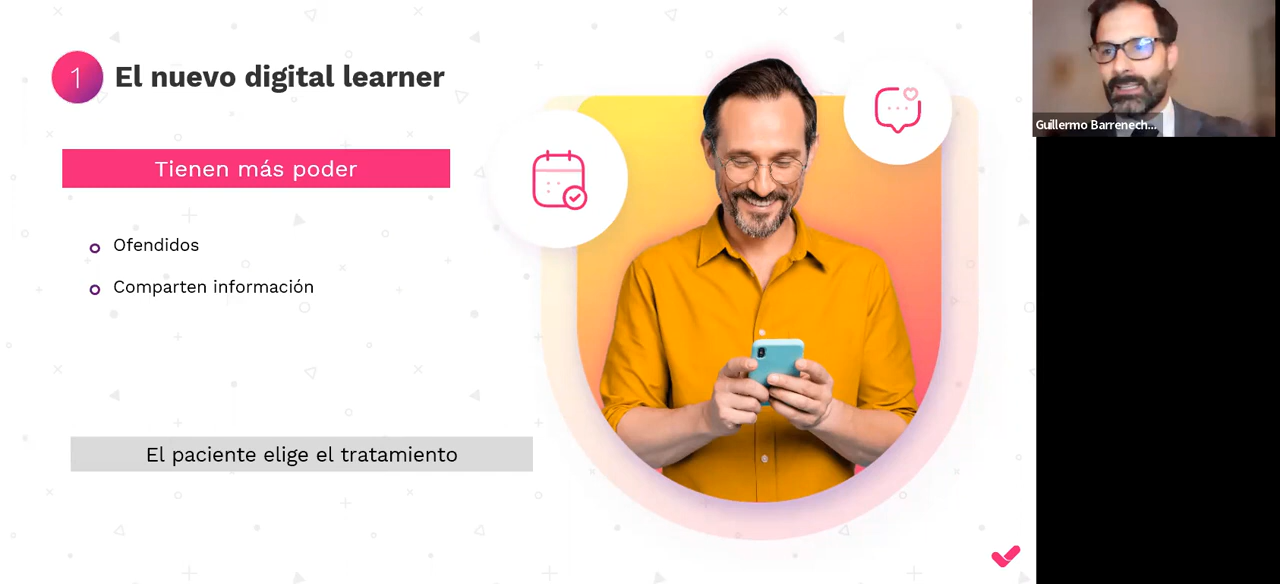 1 El nuevo digital learner
Tienen más poder
Ofendidos
Comparten información
El paciente elige el tratamiento
Guillermo Barrenech...